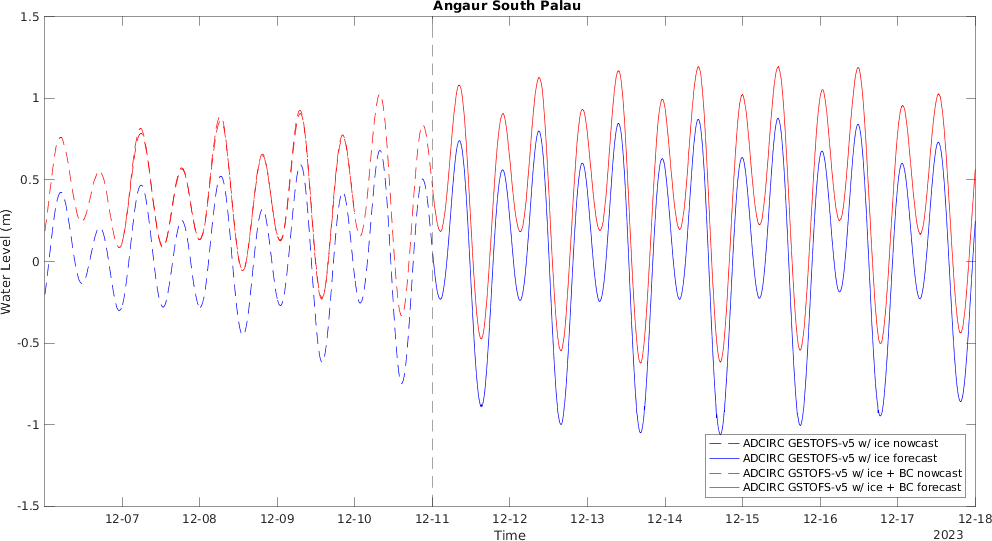 Angaur South Palau
1.5
1
0.5
0
-0.5
-1
-1.5
Water Level (m)
ADCIRC GESTOFS-v5 w/ ice nowcast
ADCIRC GESTOFS-v5 w/ ice forecast
ADCIRC GSTOFS-v5 w/ ice + BC nowcast
ADCIRC GSTOFS-v5 w/ ice + BC forecast
12-07 12-08 12-09 12-10 12-11 12-12 12-13 12-14 12-15 12-16 12-17 12-18
Time
2023